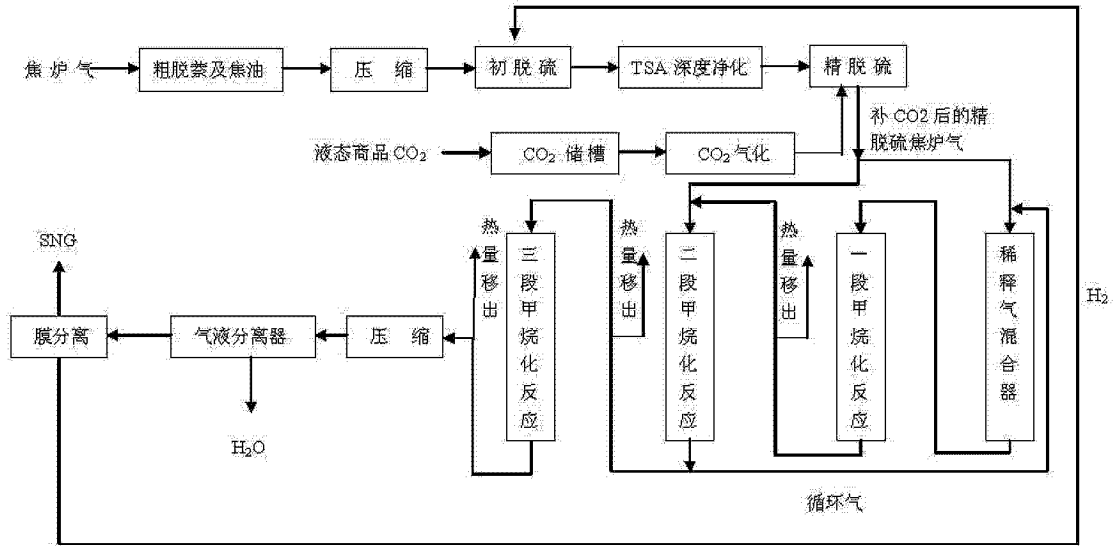 焦炉气
粗脱萘及焦油
压缩
初脱硫
TSA深度净化
精脱硫
补CO2后的精
脱硫焦炉气
液态商品CO₂
CO₂储槽
CO₂气化
SNG
热量移出
三段甲烷化反应
热量移出
二段甲烷化反应
热量移出
一段甲烷化反应
稀释气混合器
H₂
膜分离
气液分离器
压缩
H₂O
循环气